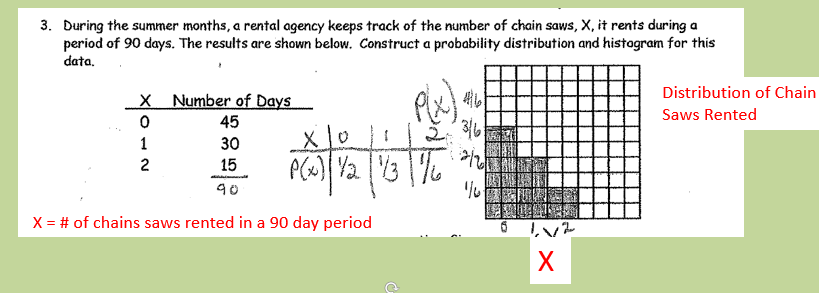 3. During the summer months, a rental agency keeps track of the number of chain saws, X, it rents during a
period of 90 days. The results are shown below. Construct a probability distribution and histogram for this
data.
X Number of Days
0 45
1 30
2 15
90
X 0 1 2
P(x) 1/2 1/3 1/6
P(x)
4/6
3/6
2/6
1/6
0 1 2
X
Distribution of Chain
Saws Rented
X = # of chains saws rented in a 90 day period
X